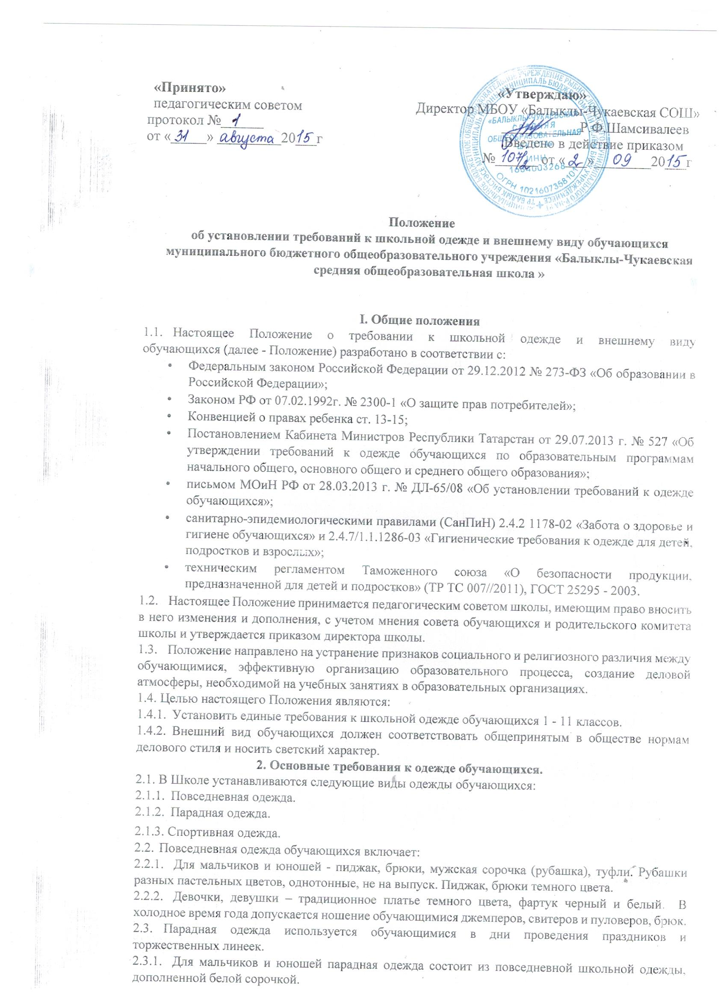 «Принято»
педагогическим советом
протокол № 1
от « 31 » августа 2015 г
«Утверждаю»
Директор МБОУ «Балыклы-Чукаевская СОШ»
Р.Ф.Шамсивалеев
Введено в действие приказом
№ 107/2 от « 2 » 09 2015 г
«БАЛЫКЛЫ-ЧУКАЕВСКАЯ
СРЕДНЯЯ
ОБЩЕОБРАЗОВАТЕЛЬНАЯ
ИНН
1634003268
ОГРН 1021607358101
Положение
об установлении требований к школьной одежде и внешнему виду обучающихся
муниципального бюджетного общеобразовательного учреждения «Балыклы-Чукаевская
средняя общеобразовательная школа »
I. Общие положения
1.1. Настоящее Положение о требовании к школьной одежде и внешнему виду
обучающихся (далее - Положение) разработано в соответствии с:
• Федеральным законом Российской Федерации от 29.12.2012 № 273-ФЗ «Об образовании в
Российской Федерации»;
• Законом РФ от 07.02.1992г. № 2300-1 «О защите прав потребителей»;
• Конвенцией о правах ребенка ст. 13-15;
• Постановлением Кабинета Министров Республики Татарстан от 29.07.2013 г. № 527 «Об
утверждении требований к одежде обучающихся по образовательным программам
начального общего, основного общего и среднего общего образования»;
• письмом МОиН РФ от 28.03.2013 г. № ДЛ-65/08 «Об установлении требований к одежде
обучающихся»;
• санитарно-эпидемиологическими правилами (СанПиН) 2.4.2 1178-02 «Забота о здоровье и
гигиене обучающихся» и 2.4.7/1.1.1286-03 «Гигиенические требования к одежде для детей,
подростков и взрослых»;
• техническим регламентом Таможенного союза «О безопасности продукции,
предназначенной для детей и подростков» (ТР ТС 007//2011), ГОСТ 25295 - 2003.
1.2. Настоящее Положение принимается педагогическим советом школы, имеющим право вносить
в него изменения и дополнения, с учетом мнения совета обучающихся и родительского комитета
школы и утверждается приказом директора школы.
1.3. Положение направлено на устранение признаков социального и религиозного различия между
обучающимися, эффективную организацию образовательного процесса, создание деловой
атмосферы, необходимой на учебных занятиях в образовательных организациях.
1.4. Целью настоящего Положения являются:
1.4.1. Установить единые требования к школьной одежде обучающихся 1 - 11 классов.
1.4.2. Внешний вид обучающихся должен соответствовать общепринятым в обществе нормам
делового стиля и носить светский характер.
2. Основные требования к одежде обучающихся.
2.1. В Школе устанавливаются следующие виды одежды обучающихся:
2.1.1. Повседневная одежда.
2.1.2. Парадная одежда.
2.1.3. Спортивная одежда.
2.2. Повседневная одежда обучающихся включает:
2.2.1. Для мальчиков и юношей - пиджак, брюки, мужская сорочка (рубашка), туфли. Рубашки
разных пастельных цветов, однотонные, не на выпуск. Пиджак, брюки темного цвета.
2.2.2. Девочки, девушки – традиционное платье темного цвета, фартук черный и белый. В
холодное время года допускается ношение обучающимися джемперов, свитеров и пуловеров, брюк.
2.3. Парадная одежда используется обучающимися в дни проведения праздников и
торжественных линеек.
2.3.1. Для мальчиков и юношей парадная одежда состоит из повседневной школьной одежды,
дополненной белой сорочкой.